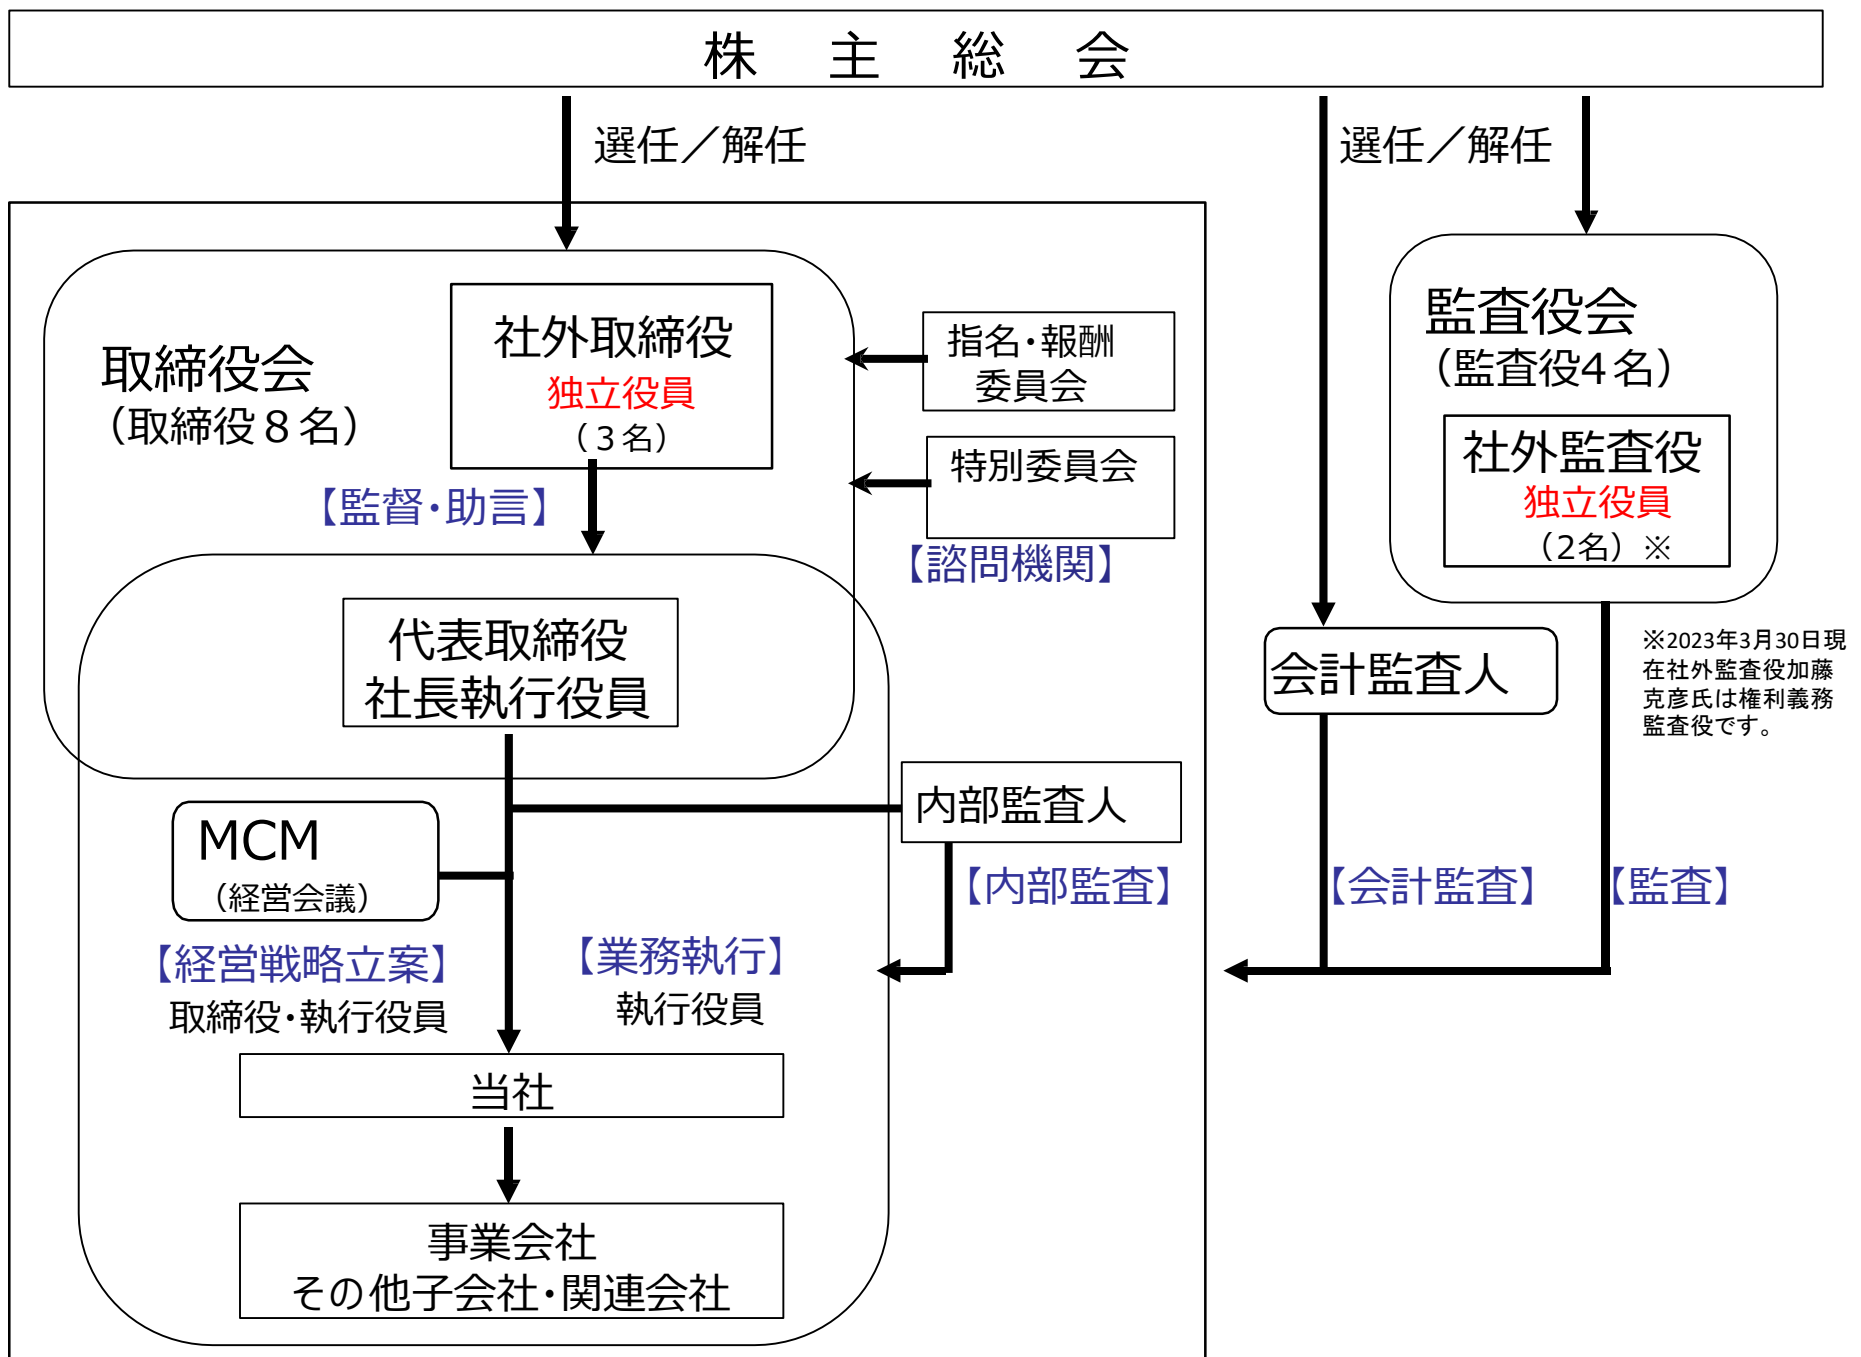 株 主 総 会
選任／解任
選任／解任
取締役会
（取締役８名）
社外取締役
独立役員
（３名）
【監督・助言】
指名・報酬
委員会
特別委員会
【諮問機関】
監査役会
（監査役４名）
社外監査役
独立役員
（2名）※
※2023年3月30日現
在社外監査役加藤
克彦氏は権利義務
監査役です。
代表取締役
社長執行役員
会計監査人
内部監査人
MCM
（経営会議）
【内部監査】
【会計監査】
【監査】
【経営戦略立案】
取締役・執行役員
【業務執行】
執行役員
当社
事業会社
その他子会社・関連会社